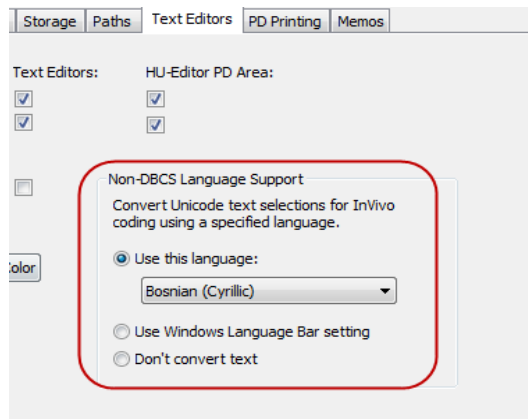 Storage Paths Text Editors PD Printing Memos
Text Editors: HU-Editor PD Area:
Non-DBCS Language Support
Convert Unicode text selections for InVivo
coding using a specified language.
Use this language:
Bosnian (Cyrillic)
Use Windows Language Bar setting
Don't convert text